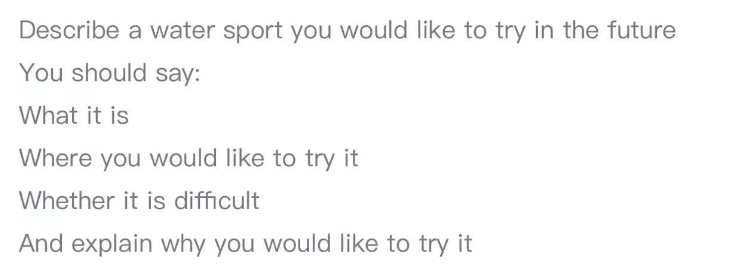 Describe a water sport you would like to try in the future
You should say:
What it is
Where you would like to try it
Whether it is difficult
And explain why you would like to try it